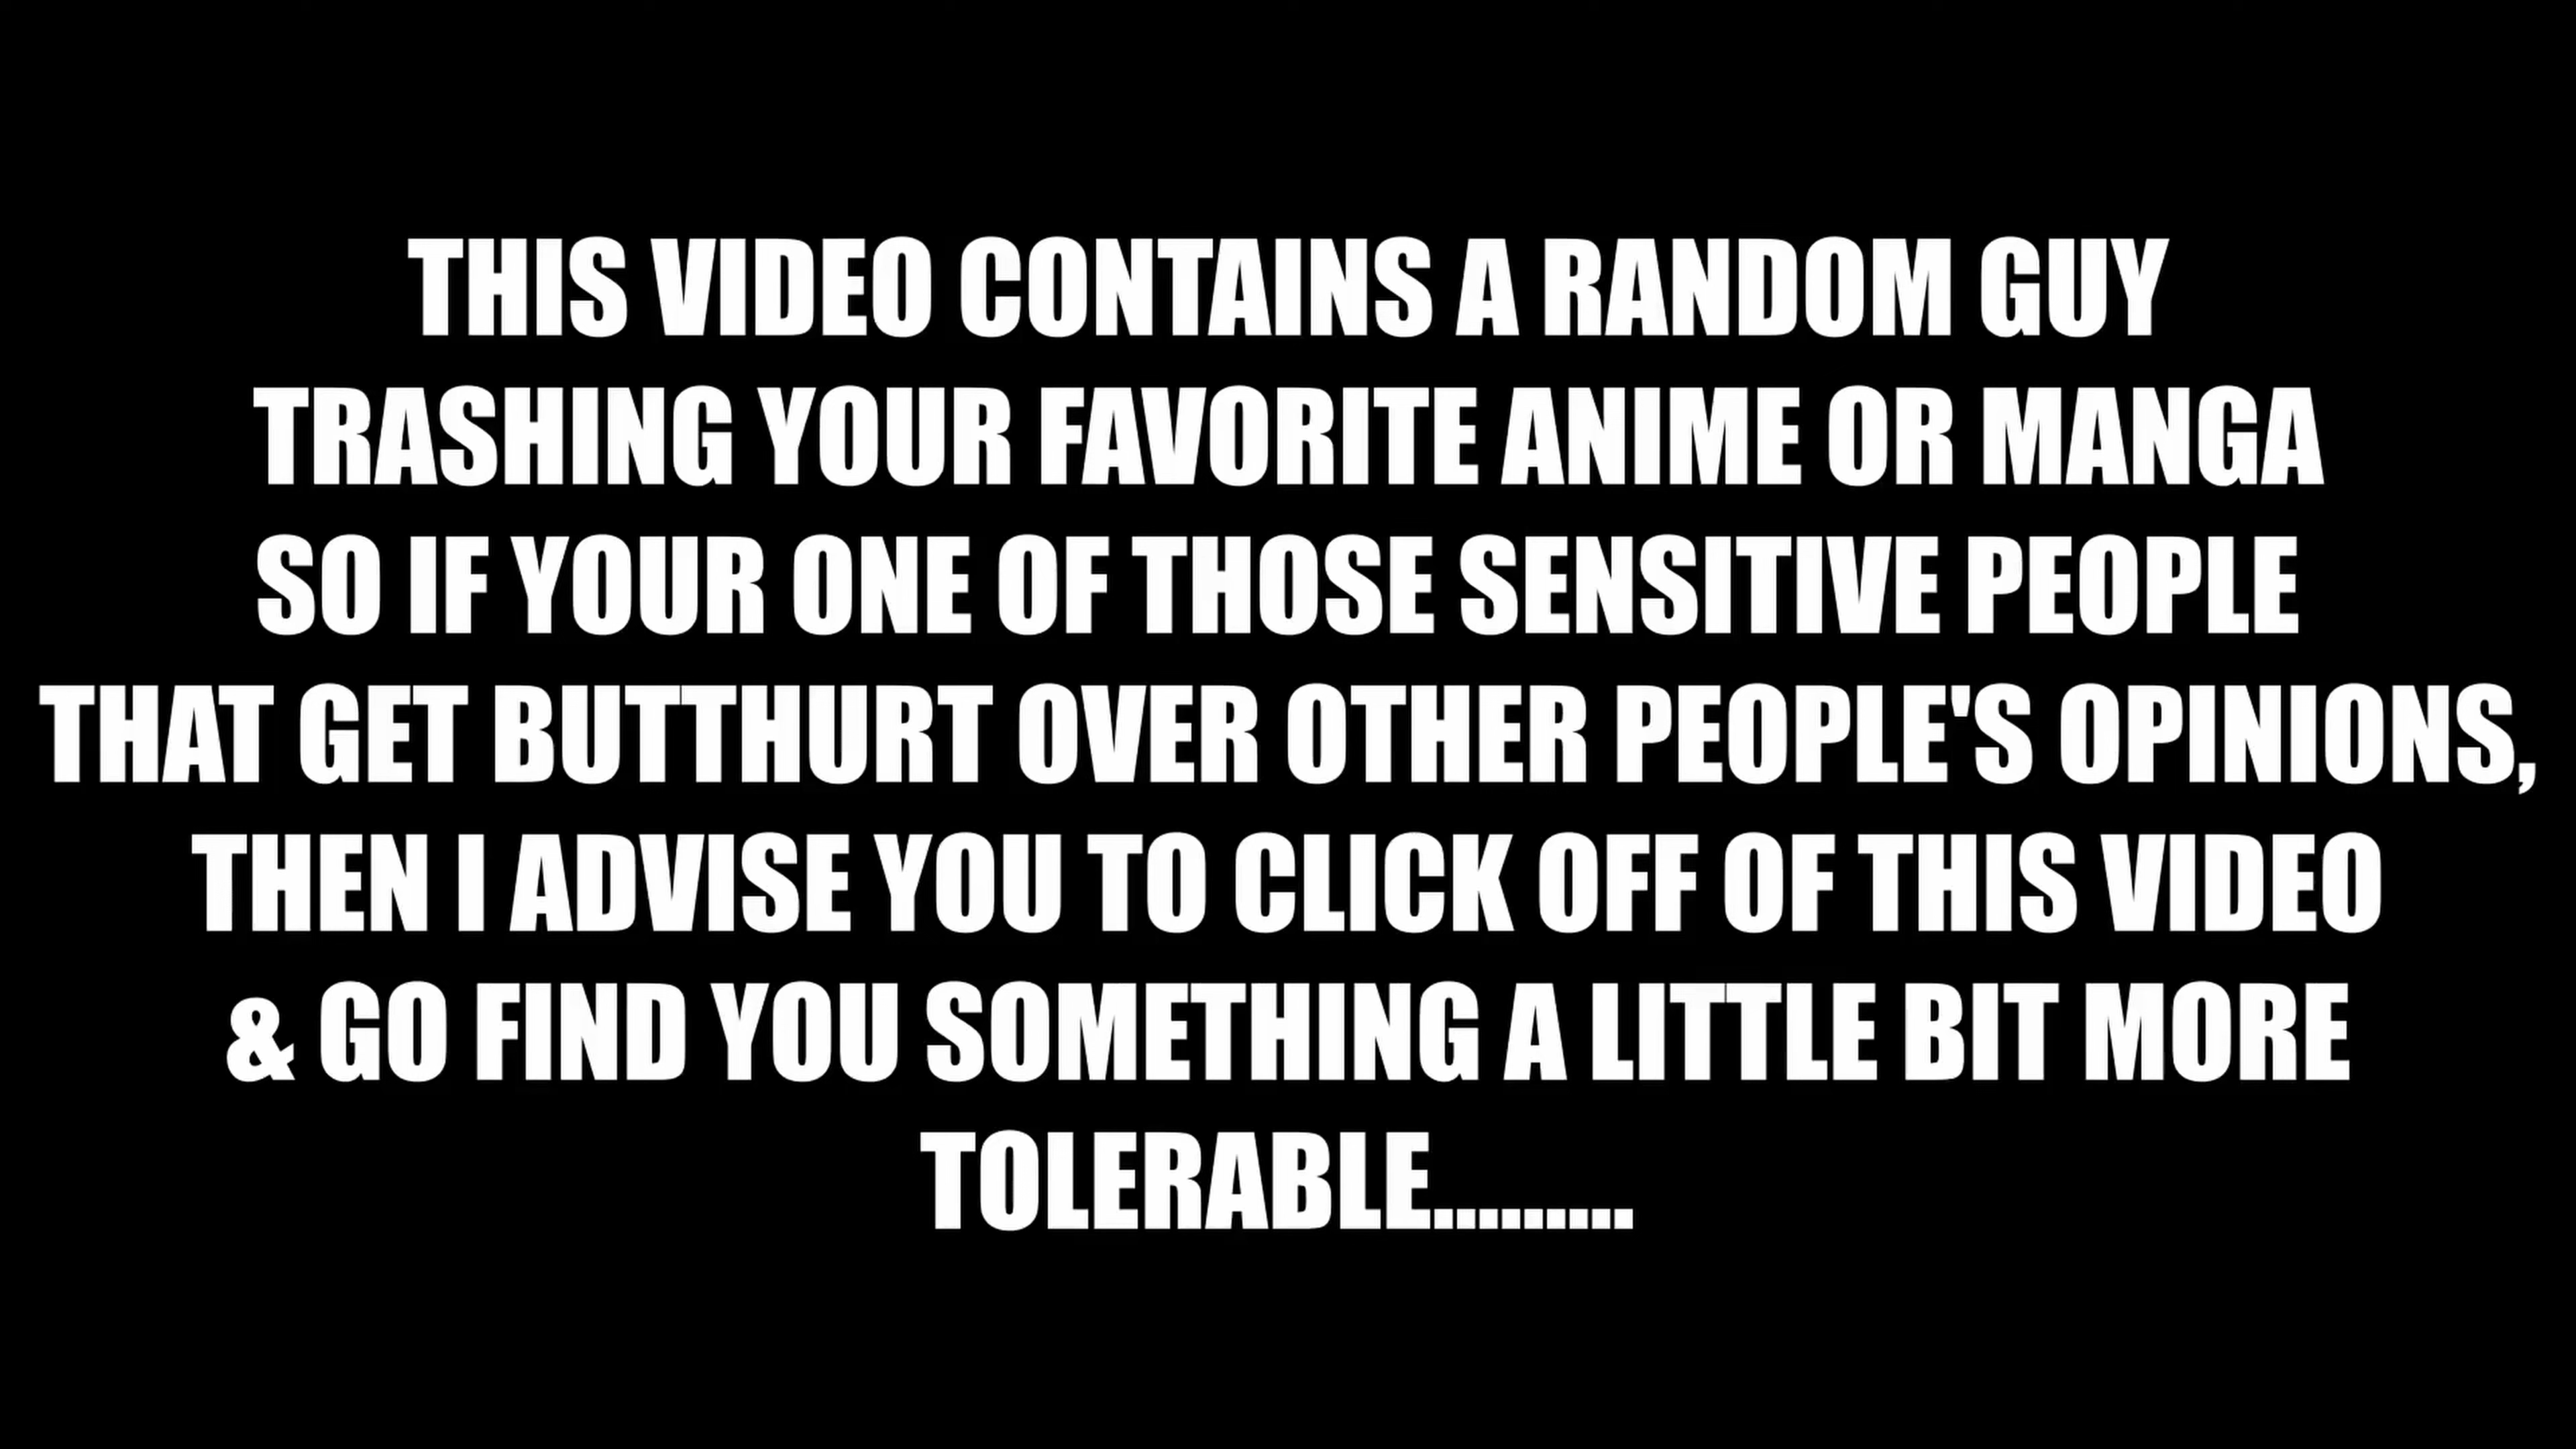 THIS VIDEO CONTAINS A RANDOM GUY
TRASHING YOUR FAVORITE ANIME OR MANGA
SO IF YOUR ONE OF THOSE SENSITIVE PEOPLE
THAT GET BUTTHURT OVER OTHER PEOPLE'S OPINIONS,
THEN I ADVISE YOU TO CLICK OFF OF THIS VIDEO
& GO FIND YOU SOMETHING A LITTLE BIT MORE
TOLERABLE.........